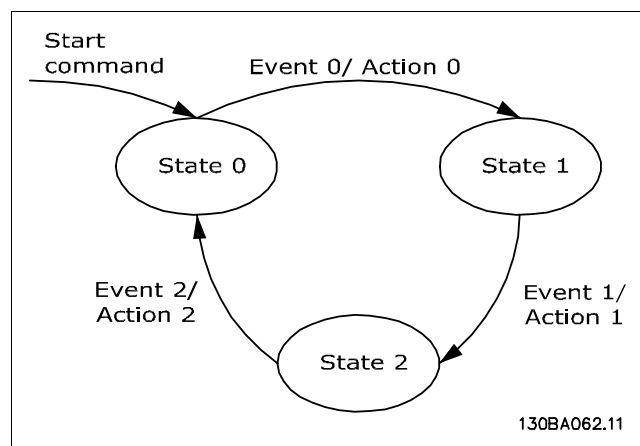 Start
command
Event 0/ Action 0
State 0
State 1
Event 2/
Action 2
Event 1/
Action 1
State 2
130BA062.11